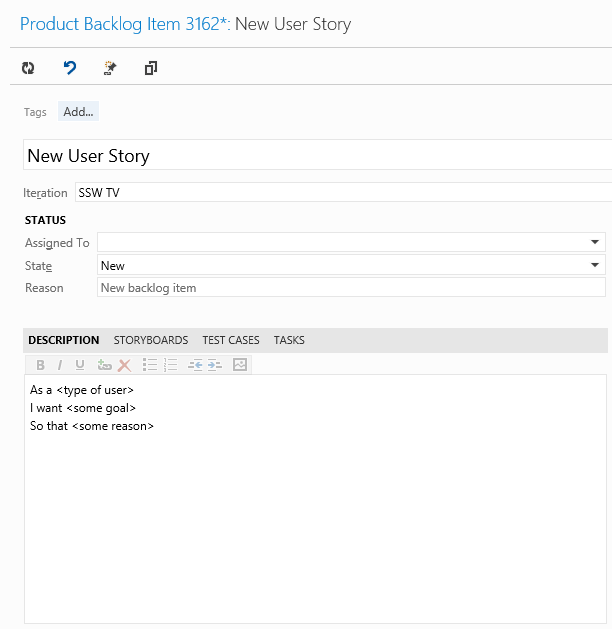 Product Backlog Item 3162*: New User Story
Tags Add...
New User Story
Iteration SSW TV
STATUS
Assigned To
State New
Reason New backlog item
DESCRIPTION STORYBOARDS TEST CASES TASKS
B I U
As a <type of user>
I want <some goal>
So that <some reason>